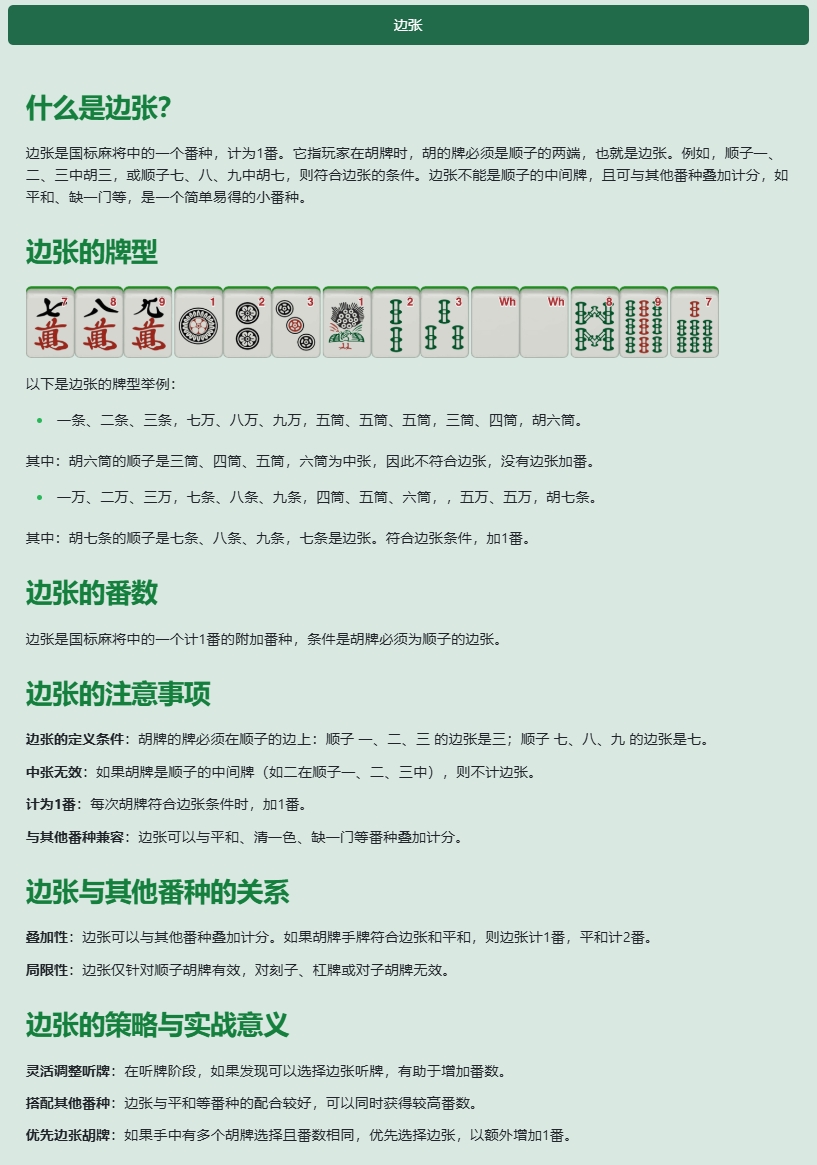 边张
什么是边张？
边张是国标麻将中的一个番种，计为1番。它指玩家在胡牌时，胡的牌必须是顺子的两端，也就是边张。例如，顺子一、
二、三中胡三，或顺子七、八、九中胡七，则符合边张的条件。边张不能是顺子的中间牌，且可与其他番种叠加计分，如
平和、缺一门等，是一个简单易得的小番种。
边张的牌型
七7萬 八8萬 九9萬 1 2 3 1 2 3 Wh Wh 8 9 7
以下是边张的牌型举例：
一条、二条、三条，七万、八万、九万，五筒、五筒、五筒，三筒、四筒，胡六筒。
其中：胡六筒的顺子是三筒、四筒、五筒，六筒为中张，因此不符合边张，没有边张加番。
一万、二万、三万，七条、八条、九条，四筒、五筒、六筒，，五万、五万，胡七条。
其中：胡七条的顺子是七条、八条、九条，七条是边张。符合边张条件，加1番。
边张的番数
边张是国标麻将中的一个计1番的附加番种，条件是胡牌必须为顺子的边张。
边张的注意事项
边张的定义条件：胡牌的牌必须在顺子的边上：顺子 一、二、三 的边张是三；顺子 七、八、九 的边张是七。
中张无效：如果胡牌是顺子的中间牌（如二在顺子一、二、三中），则不计边张。
计为1番：每次胡牌符合边张条件时，加1番。
与其他番种兼容：边张可以与平和、清一色、缺一门等番种叠加计分。
边张与其他番种的关系
叠加性：边张可以与其他番种叠加计分。如果胡牌手牌符合边张和平和，则边张计1番，平和计2番。
局限性：边张仅针对顺子胡牌有效，对刻子、杠牌或对子胡牌无效。
边张的策略与实战意义
灵活调整听牌：在听牌阶段，如果发现可以选择边张听牌，有助于增加番数。
搭配其他番种：边张与平和等番种的配合较好，可以同时获得较高番数。
优先边张胡牌：如果手中有多个胡牌选择且番数相同，优先选择边张，以额外增加1番。